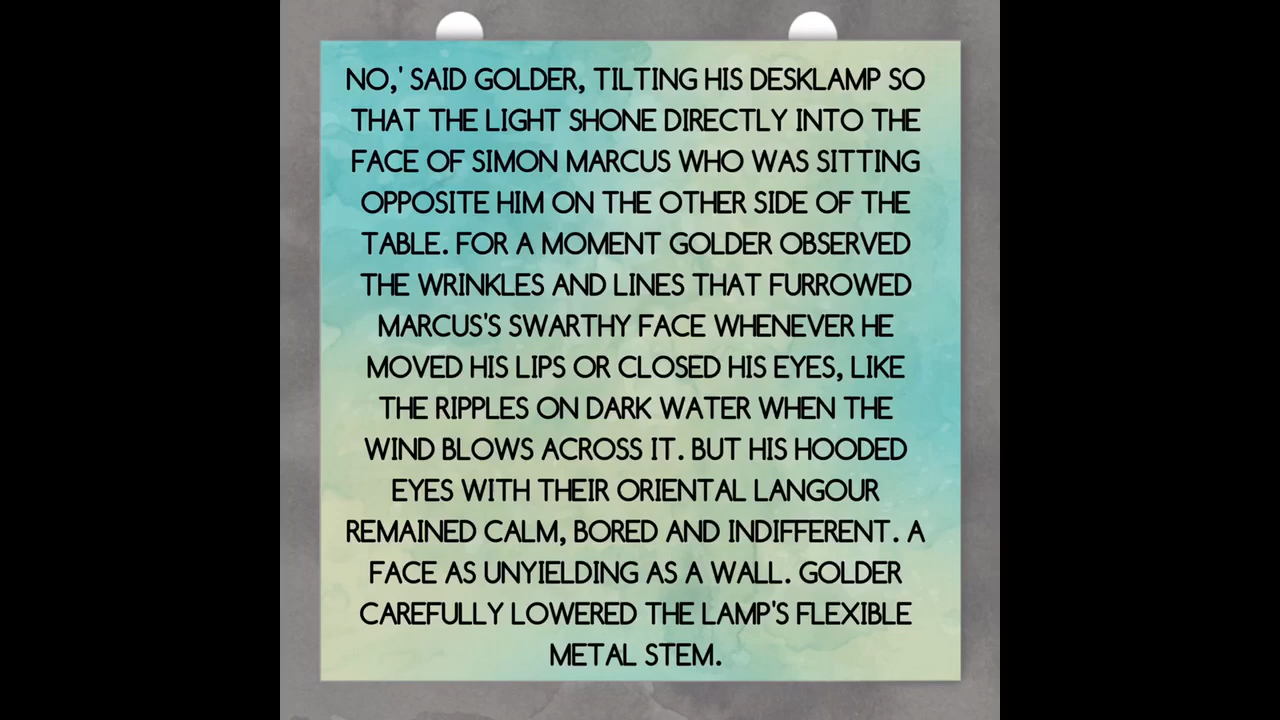 NO,' SAID GOLDER, TILTING HIS DESKLAMP SO
THAT THE LIGHT SHONE DIRECTLY INTO THE
FACE OF SIMON MARCUS WHO WAS SITTING
OPPOSITE HIM ON THE OTHER SIDE OF THE
TABLE. FOR A MOMENT GOLDER OBSERVED
THE WRINKLES AND LINES THAT FURROWED
MARCUS'S SWARTHY FACE WHENEVER HE
MOVED HIS LIPS OR CLOSED HIS EYES, LIKE
THE RIPPLES ON DARK WATER WHEN THE
WIND BLOWS ACROSS IT. BUT HIS HOODED
EYES WITH THEIR ORIENTAL LANGOUR
REMAINED CALM, BORED AND INDIFFERENT. A
FACE AS UNYIELDING AS A WALL. GOLDER
CAREFULLY LOWERED THE LAMP'S FLEXIBLE
METAL STEM.